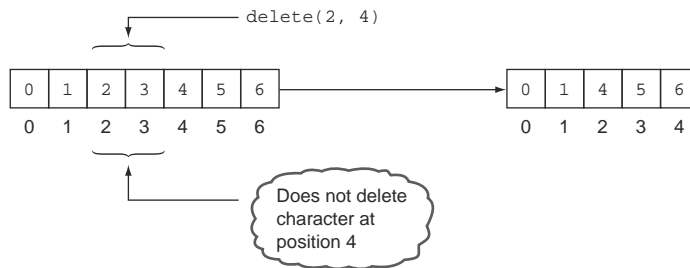 delete(2, 4)
0 1 2 3 4 5 6
0 1 4 5 6
0 1 2 3 4 5 6
0 1 2 3 4
Does not delete
character at
position 4